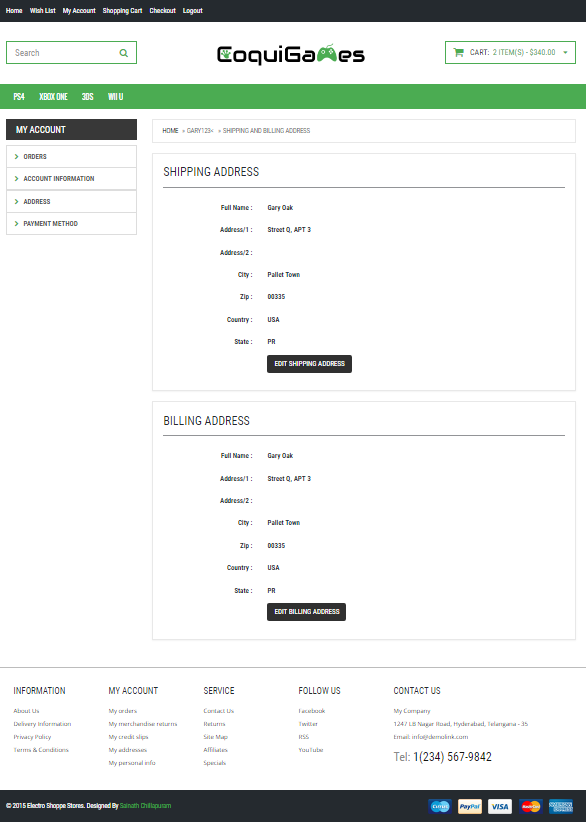 Home Wish List My Account Shopping Cart Checkout Logout
Search
CoquiGames
CART: 2 ITEM(S) - $340.00
PS4 XBOX ONE 3DS WII U
MY ACCOUNT
ORDERS
ACCOUNT INFORMATION
ADDRESS
PAYMENT METHOD
HOME » GARY123< » SHIPPING AND BILLING ADDRESS
SHIPPING ADDRESS
Full Name : Gary Oak
Address/1 : Street Q, APT 3
Address/2 :
City : Pallet Town
Zip : 00335
Country : USA
State : PR
EDIT SHIPPING ADDRESS
BILLING ADDRESS
Full Name : Gary Oak
Address/1 : Street Q, APT 3
Address/2 :
City : Pallet Town
Zip : 00335
Country : USA
State : PR
EDIT BILLING ADDRESS
INFORMATION
About Us
Delivery Information
Privacy Policy
Terms & Conditions
MY ACCOUNT
My orders
My merchandise returns
My credit slips
My addresses
My personal info
SERVICE
Contact Us
Returns
Site Map
Affiliates
Specials
FOLLOW US
Facebook
Twitter
RSS
YouTube
CONTACT US
My Company
1247 LB Nagar Road, Hyderabad, Telangana - 35
Email: info@demolink.com
Tel: 1(234) 567-9842
© 2015 Electro Shoppe Stores. Designed By Sainath Chillapuram
Cirrus PayPal VISA MasterCard